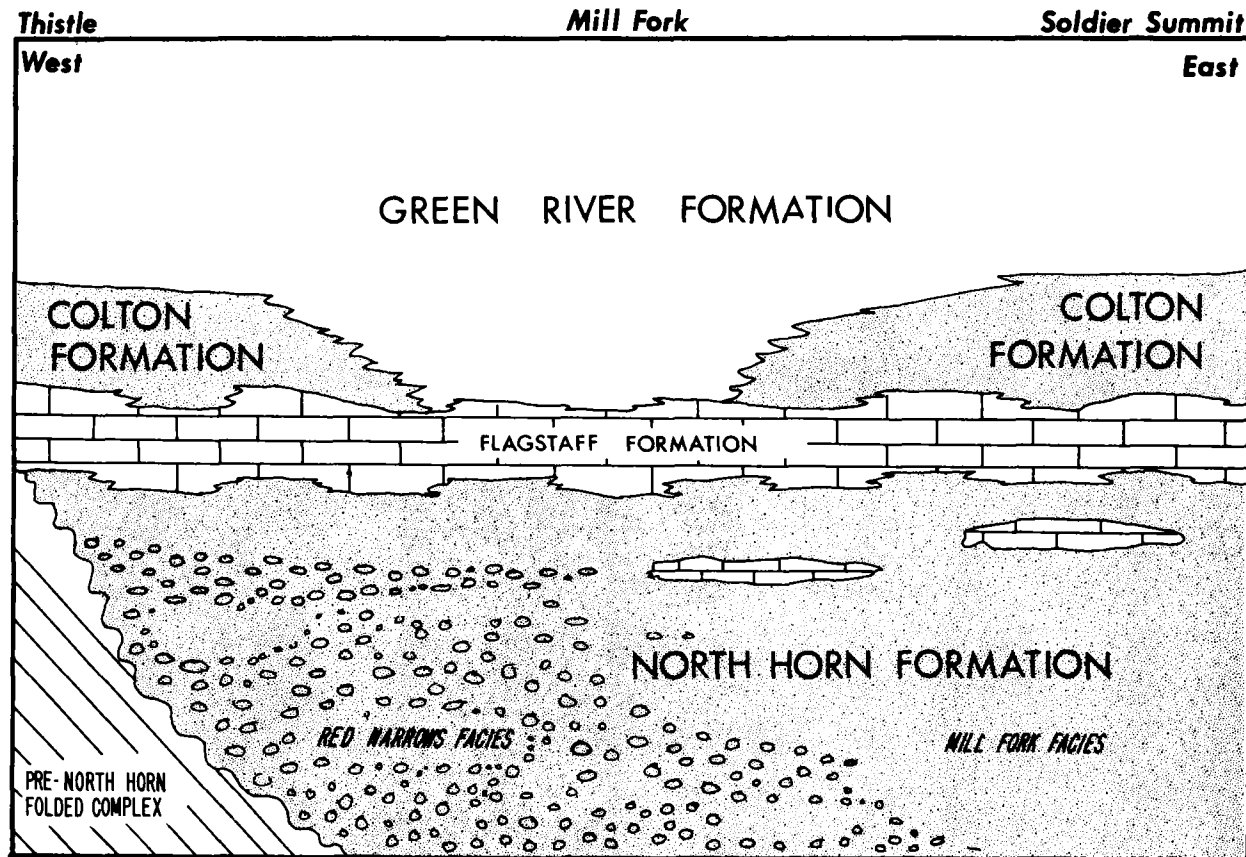 Thistle
Mill Fork
Soldier Summit
West
East
GREEN RIVER FORMATION
COLTON
FORMATION
COLTON
FORMATION
FLAGSTAFF FORMATION
NORTH HORN FORMATION
RED NARROWS FACIES
MILL FORK FACIES
PRE-NORTH HORN
FOLDED COMPLEX